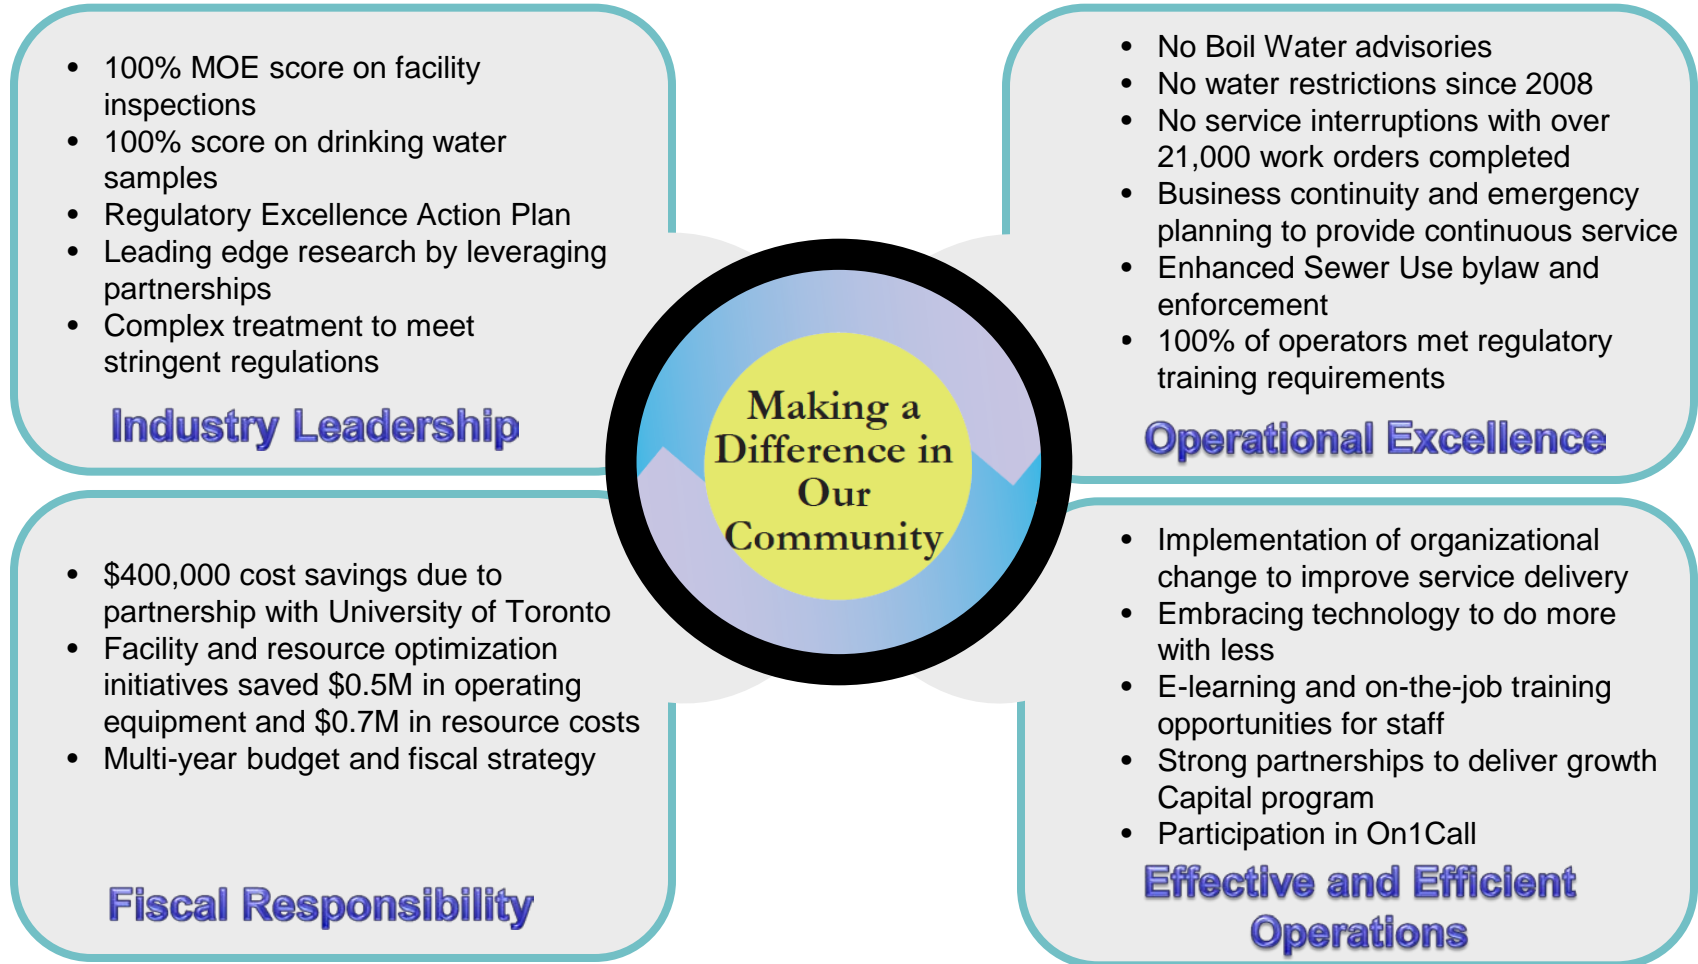 • 100% MOE score on facility
inspections
• 100% score on drinking water
samples
• Regulatory Excellence Action Plan
• Leading edge research by leveraging
partnerships
• Complex treatment to meet
stringent regulations
Industry Leadership
• No Boil Water advisories
• No water restrictions since 2008
• No service interruptions with over
21,000 work orders completed
• Business continuity and emergency
planning to provide continuous service
• Enhanced Sewer Use bylaw and
enforcement
• 100% of operators met regulatory
training requirements
Operational Excellence
Making a
Difference in
Our
Community
• $400,000 cost savings due to
partnership with University of Toronto
• Facility and resource optimization
initiatives saved $0.5M in operating
equipment and $0.7M in resource costs
• Multi-year budget and fiscal strategy
Fiscal Responsibility
• Implementation of organizational
change to improve service delivery
• Embracing technology to do more
with less
• E-learning and on-the-job training
opportunities for staff
• Strong partnerships to deliver growth
Capital program
• Participation in On1Call
Effective and Efficient
Operations